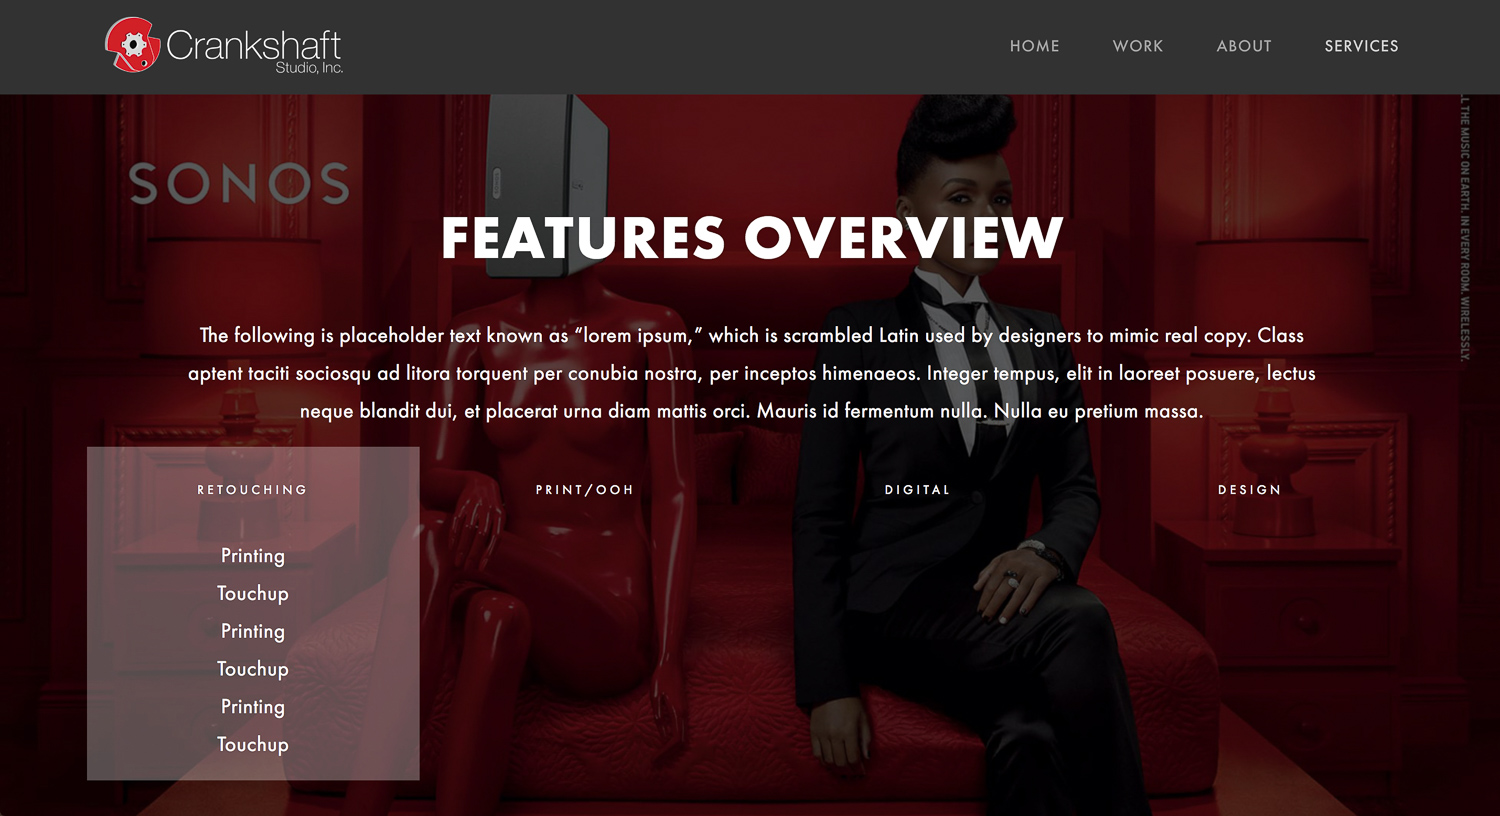 Crankshaft
Studio, Inc.
HOME WORK ABOUT SERVICES
SONOS
LL THE MUSIC ON EARTH. IN EVERY ROOM. WIRELESSLY.
FEATURES OVERVIEW
The following is placeholder text known as “lorem ipsum,” which is scrambled Latin used by designers to mimic real copy. Class
aptent taciti sociosqu ad litora torquent per conubia nostra, per inceptos himenaeos. Integer tempus, elit in laoreet posuere, lectus
neque blandit dui, et placerat urna diam mattis orci. Mauris id fermentum nulla. Nulla eu pretium massa.
RETOUCHING PRINT/OOH DIGITAL DESIGN
Printing
Touchup
Printing
Touchup
Printing
Touchup